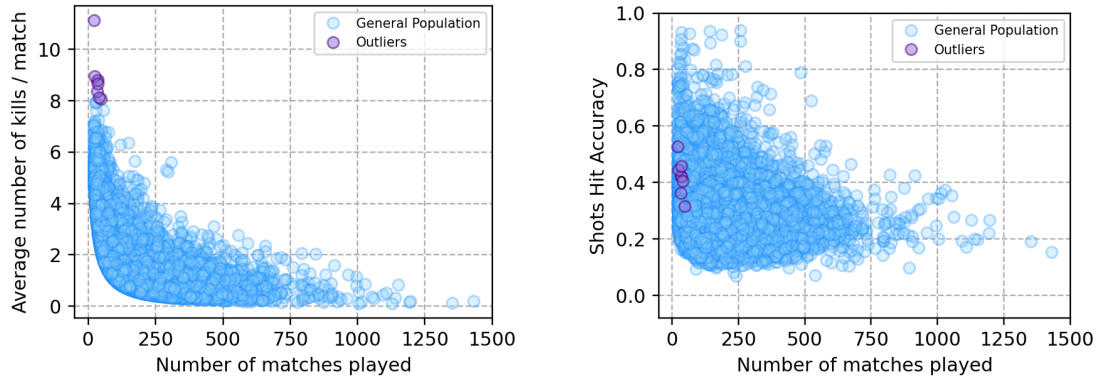 General Population
Outliers
10
8
6
4
2
0
Average number of kills / match
0 250 500 750 1000 1250 1500
Number of matches played
General Population
Outliers
1.0
0.8
0.6
0.4
0.2
0.0
Shots Hit Accuracy
0 250 500 750 1000 1250 1500
Number of matches played